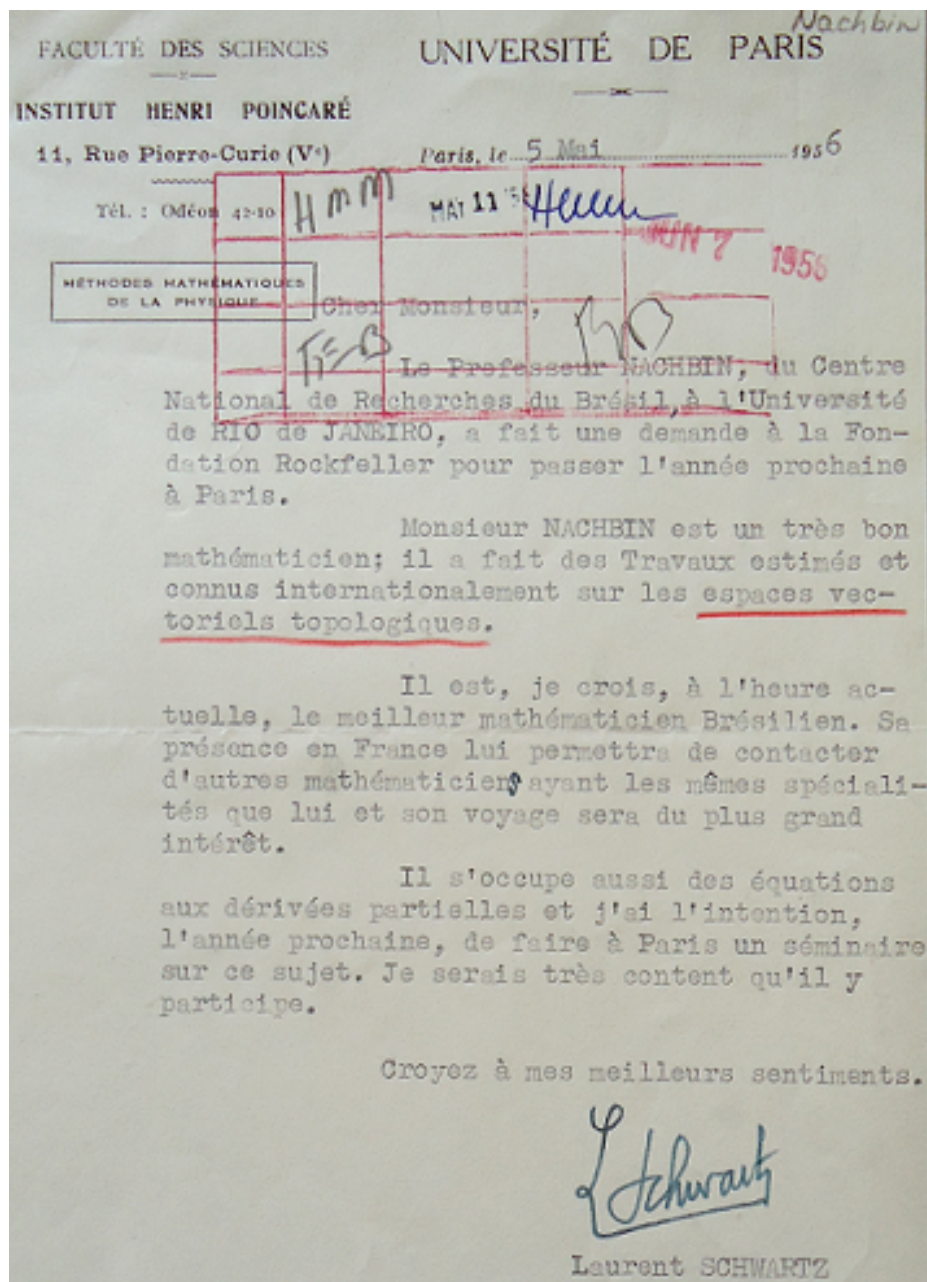 Nachbin
FACULTÉ DES SCIENCES
UNIVERSITÉ DE PARIS
INSTITUT HENRI POINCARÉ
11, Rue Pierre-Curie (Vᵉ)
Paris, le 5 Mai 1956
Tél. : Odéon 42-10
HMM
MAY 11
JUN 7 1956
MÉTHODES MATHÉMATIQUES
DE LA PHYSIQUE
Cher Monsieur,
Le Professeur NACHBIN, du Centre
National de Recherches du Brésil, à l'Université
de RIO de JANEIRO, a fait une demande à la Fon-
dation Rockfeller pour passer l'année prochaine
à Paris.
Monsieur NACHBIN est un très bon
mathématicien; il a fait des Travaux estimés et
connus internationalement sur les espaces vec-
toriels topologiques.
Il est, je crois, à l'heure ac-
tuelle, le meilleur mathématicien Brésilien. Sa
présence en France lui permettra de contacter
d'autres mathématiciens ayant les mêmes spéciali-
tés que lui et son voyage sera du plus grand
intérêt.
Il s'occupe aussi des équations
aux dérivées partielles et j'ai l'intention,
l'année prochaine, de faire à Paris un séminaire
sur ce sujet. Je serais très content qu'il y
participe.
Croyez à mes meilleurs sentiments.
L Schwartz
Laurent SCHWARTZ